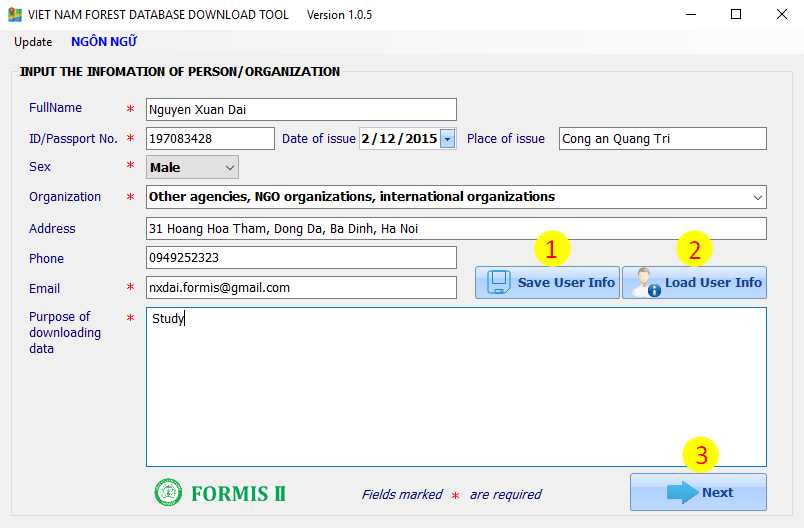 VIET NAM FOREST DATABASE DOWNLOAD TOOL Version 1.0.5
Update NGÔN NGỮ
INPUT THE INFOMATION OF PERSON/ORGANIZATION
FullName * Nguyen Xuan Dai
ID/Passport No. * 197083428 Date of issue 2/12/2015 Place of issue Cong an Quang Tri
Sex * Male
Organization * Other agencies, NGO organizations, international organizations
Address 31 Hoang Hoa Tham, Dong Da, Ba Dinh, Ha Noi
1 2
Phone 0949252323
Save User Info Load User Info
Email * nxdai.formis@gmail.com
Purpose of * Study
downloading
data
3
FORMIS II Fields marked * are required Next